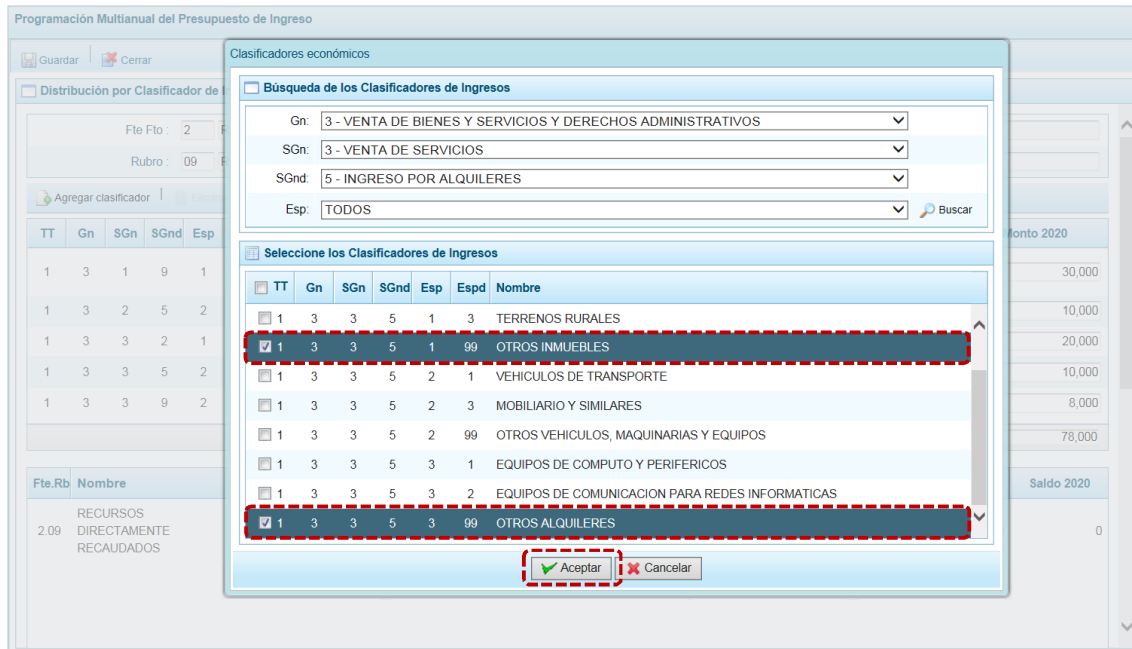 Programación Multianual del Presupuesto de Ingreso
Guardar Cerrar
Distribución por Clasificador de
Fte Fto : 2
Rubro : 09
Agregar clasificador
TT Gn SGn SGnd Esp Monto 2020
1 3 1 9 1 30,000
1 3 2 5 2 10,000
1 3 3 2 1 20,000
1 3 3 5 2 10,000
1 3 3 9 2 8,000
78,000
Fte.Rb Nombre Saldo 2020
2.09 RECURSOS
DIRECTAMENTE
RECAUDADOS
0
Clasificadores económicos
Búsqueda de los Clasificadores de Ingresos
Gn: 3 - VENTA DE BIENES Y SERVICIOS Y DERECHOS ADMINISTRATIVOS
SGn: 3 - VENTA DE SERVICIOS
SGnd: 5 - INGRESO POR ALQUILERES
Esp: TODOS Buscar
Seleccione los Clasificadores de Ingresos
TT Gn SGn SGnd Esp Espd Nombre
1 3 3 5 1 3 TERRENOS RURALES
1 3 3 5 1 99 OTROS INMUEBLES
1 3 3 5 2 1 VEHICULOS DE TRANSPORTE
1 3 3 5 2 3 MOBILIARIO Y SIMILARES
1 3 3 5 2 99 OTROS VEHICULOS, MAQUINARIAS Y EQUIPOS
1 3 3 5 3 1 EQUIPOS DE COMPUTO Y PERIFERICOS
1 3 3 5 3 2 EQUIPOS DE COMUNICACION PARA REDES INFORMATICAS
1 3 3 5 3 99 OTROS ALQUILERES
Aceptar Cancelar